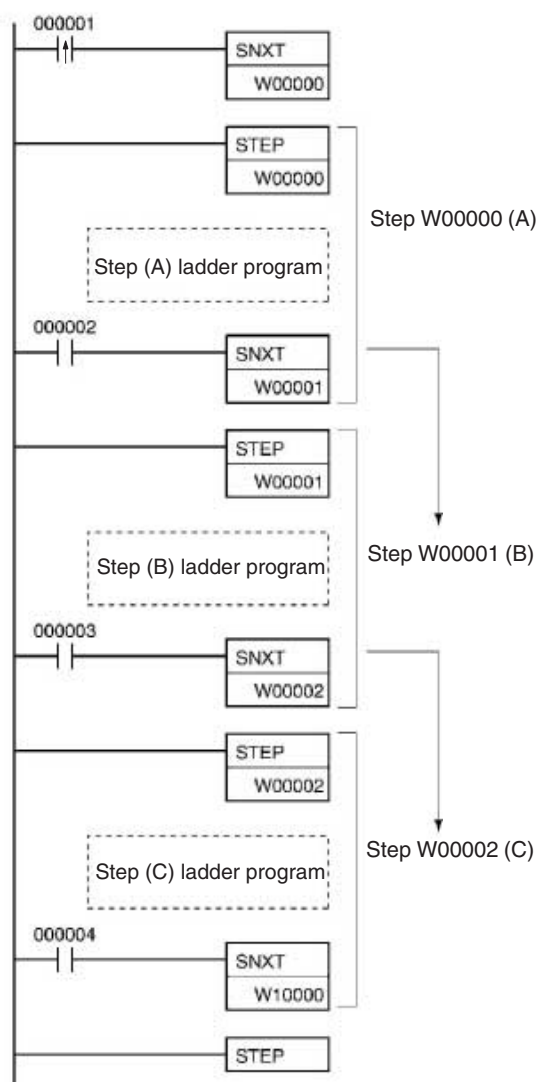 000001
SNXT
W00000
STEP
W00000
Step W00000 (A)
Step (A) ladder program
000002
SNXT
W00001
STEP
W00001
Step W00001 (B)
Step (B) ladder program
000003
SNXT
W00002
STEP
W00002
Step W00002 (C)
Step (C) ladder program
000004
SNXT
W10000
STEP